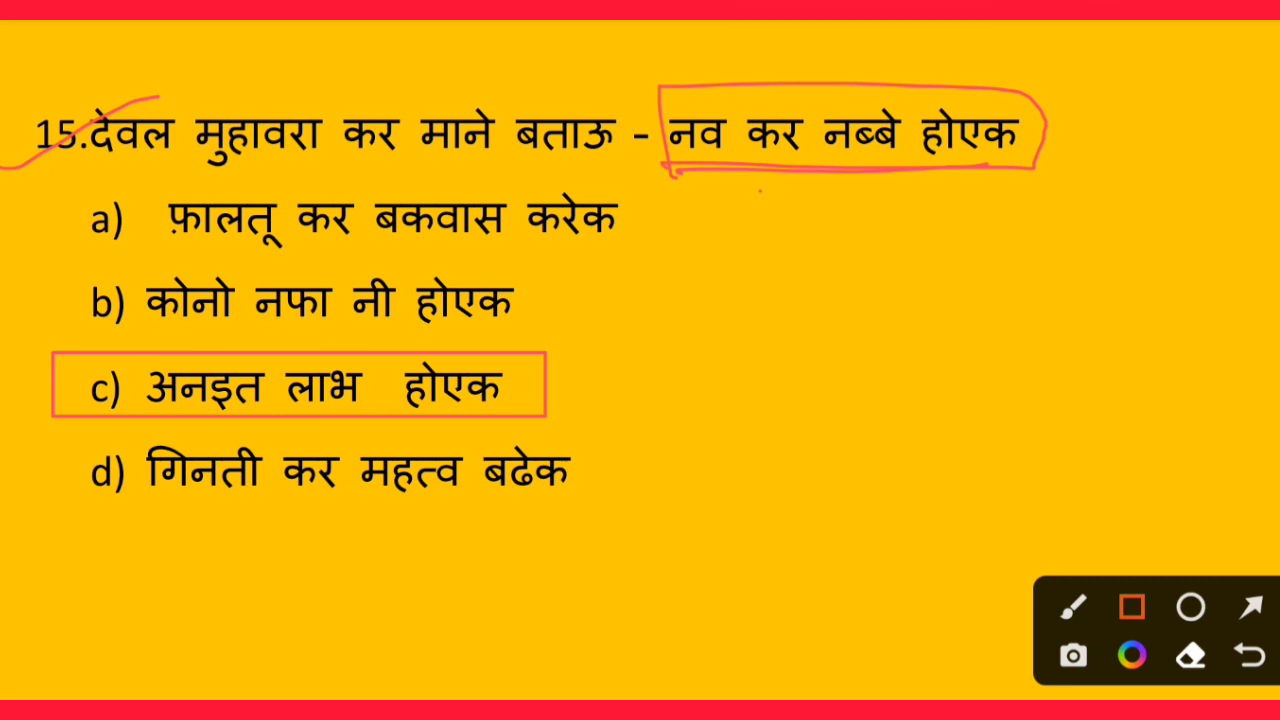 15.देवल मुहावरा कर माने बताऊ - नव कर नब्बे होएक
a) फ़ालतू कर बकवास करेक
b) कोनो नफा नी होएक
c) अनइत लाभ होएक
d) गिनती कर महत्व बढेक